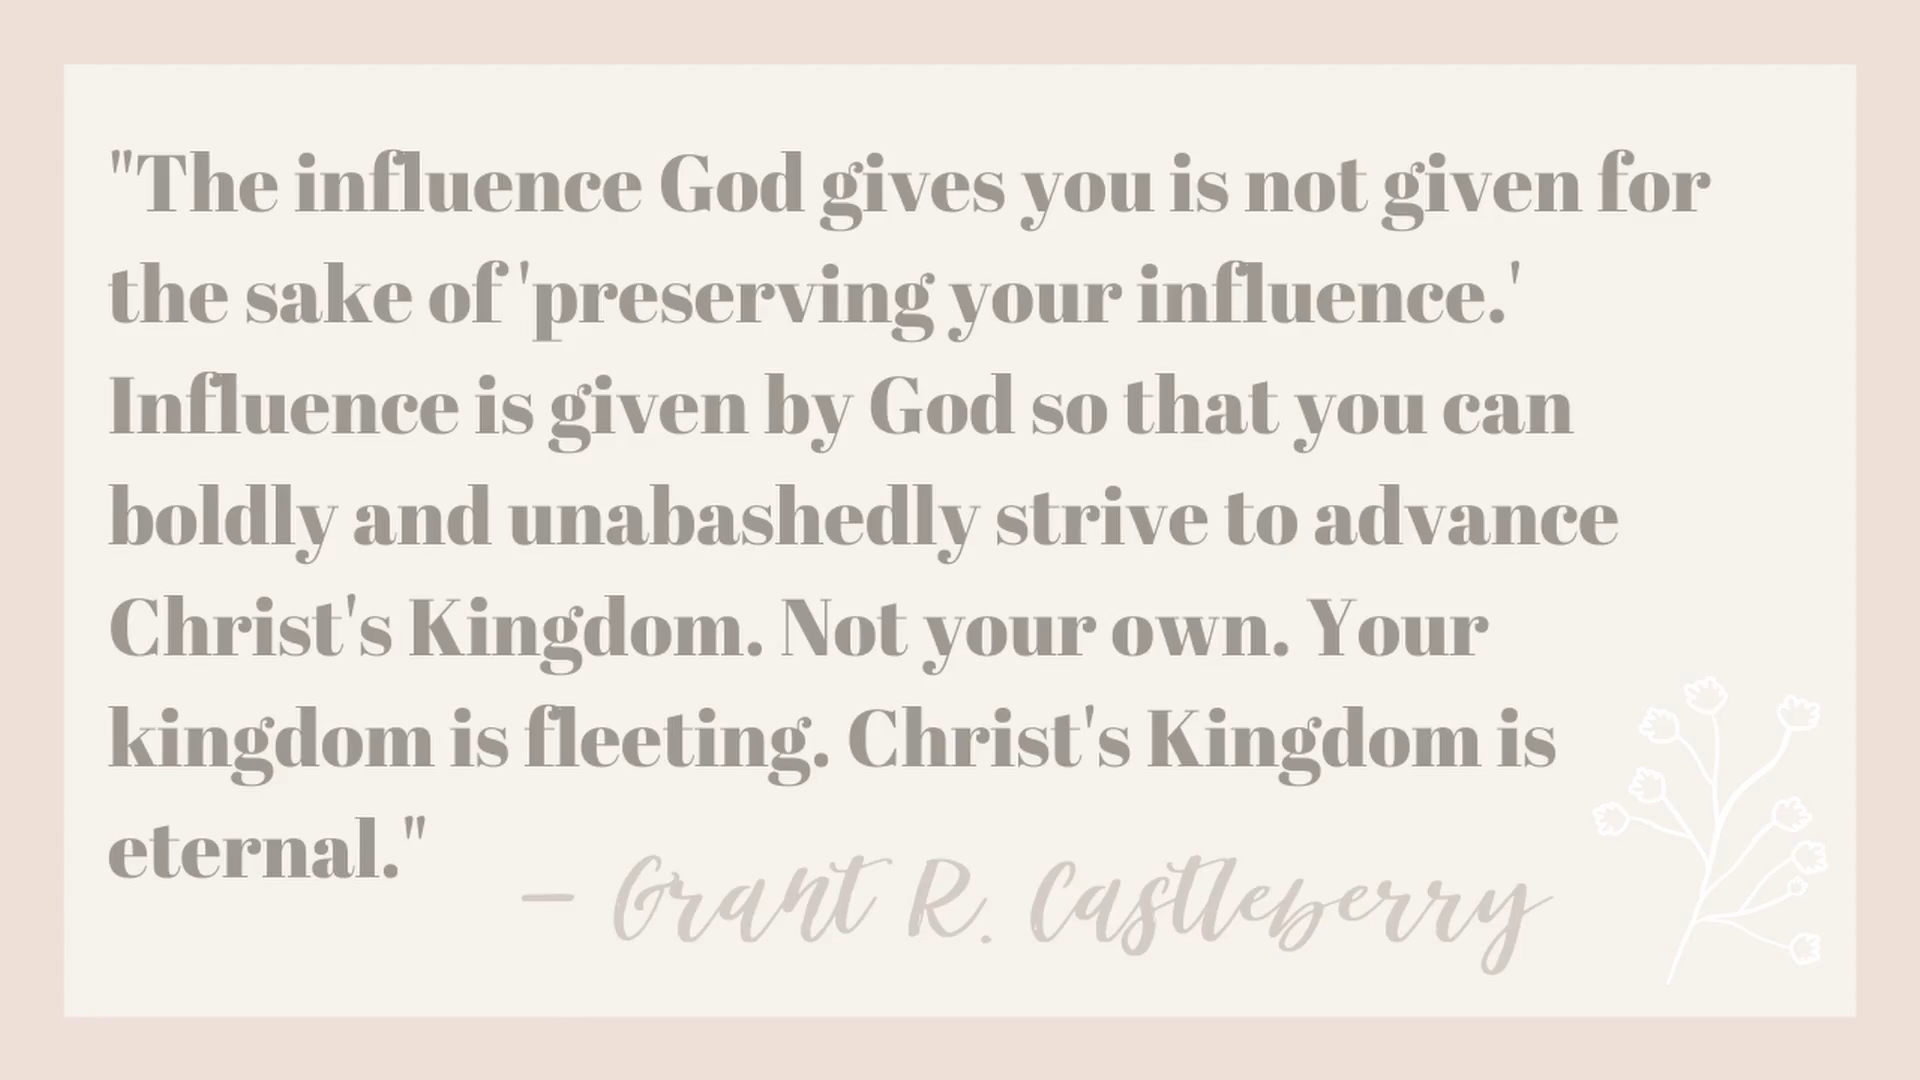 "The influence God gives you is not given for
the sake of 'preserving your influence.'
Influence is given by God so that you can
boldly and unabashedly strive to advance
Christ's Kingdom. Not your own. Your
kingdom is fleeting. Christ's Kingdom is
eternal."
– Grant R. Castleberry